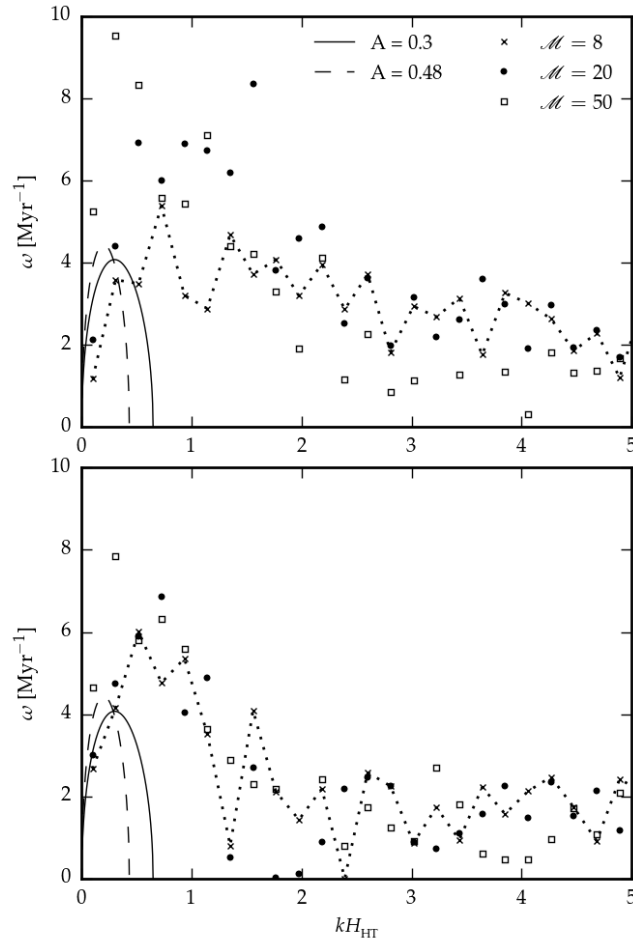 10
A = 0.3
A = 0.48
ℳ = 8
ℳ = 20
ℳ = 50
8
6
4
2
0
ω [Myr⁻¹]
0 1 2 3 4 5
10
8
6
4
2
0
ω [Myr⁻¹]
0 1 2 3 4 5
kH_HT